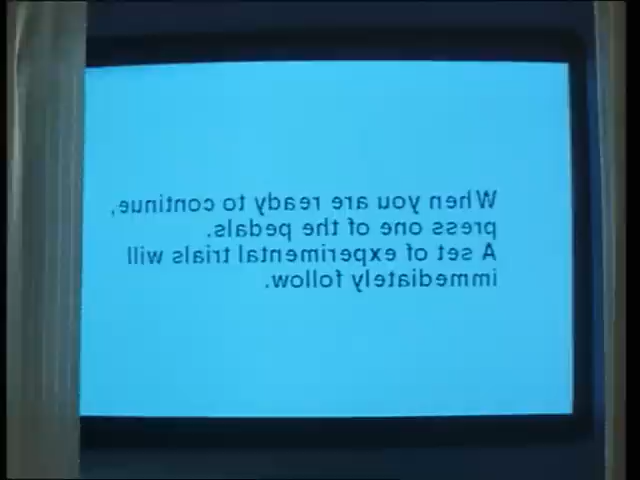 When you are ready to continue,
press one of the pedals.
A set of experimental trials will
immediately follow.